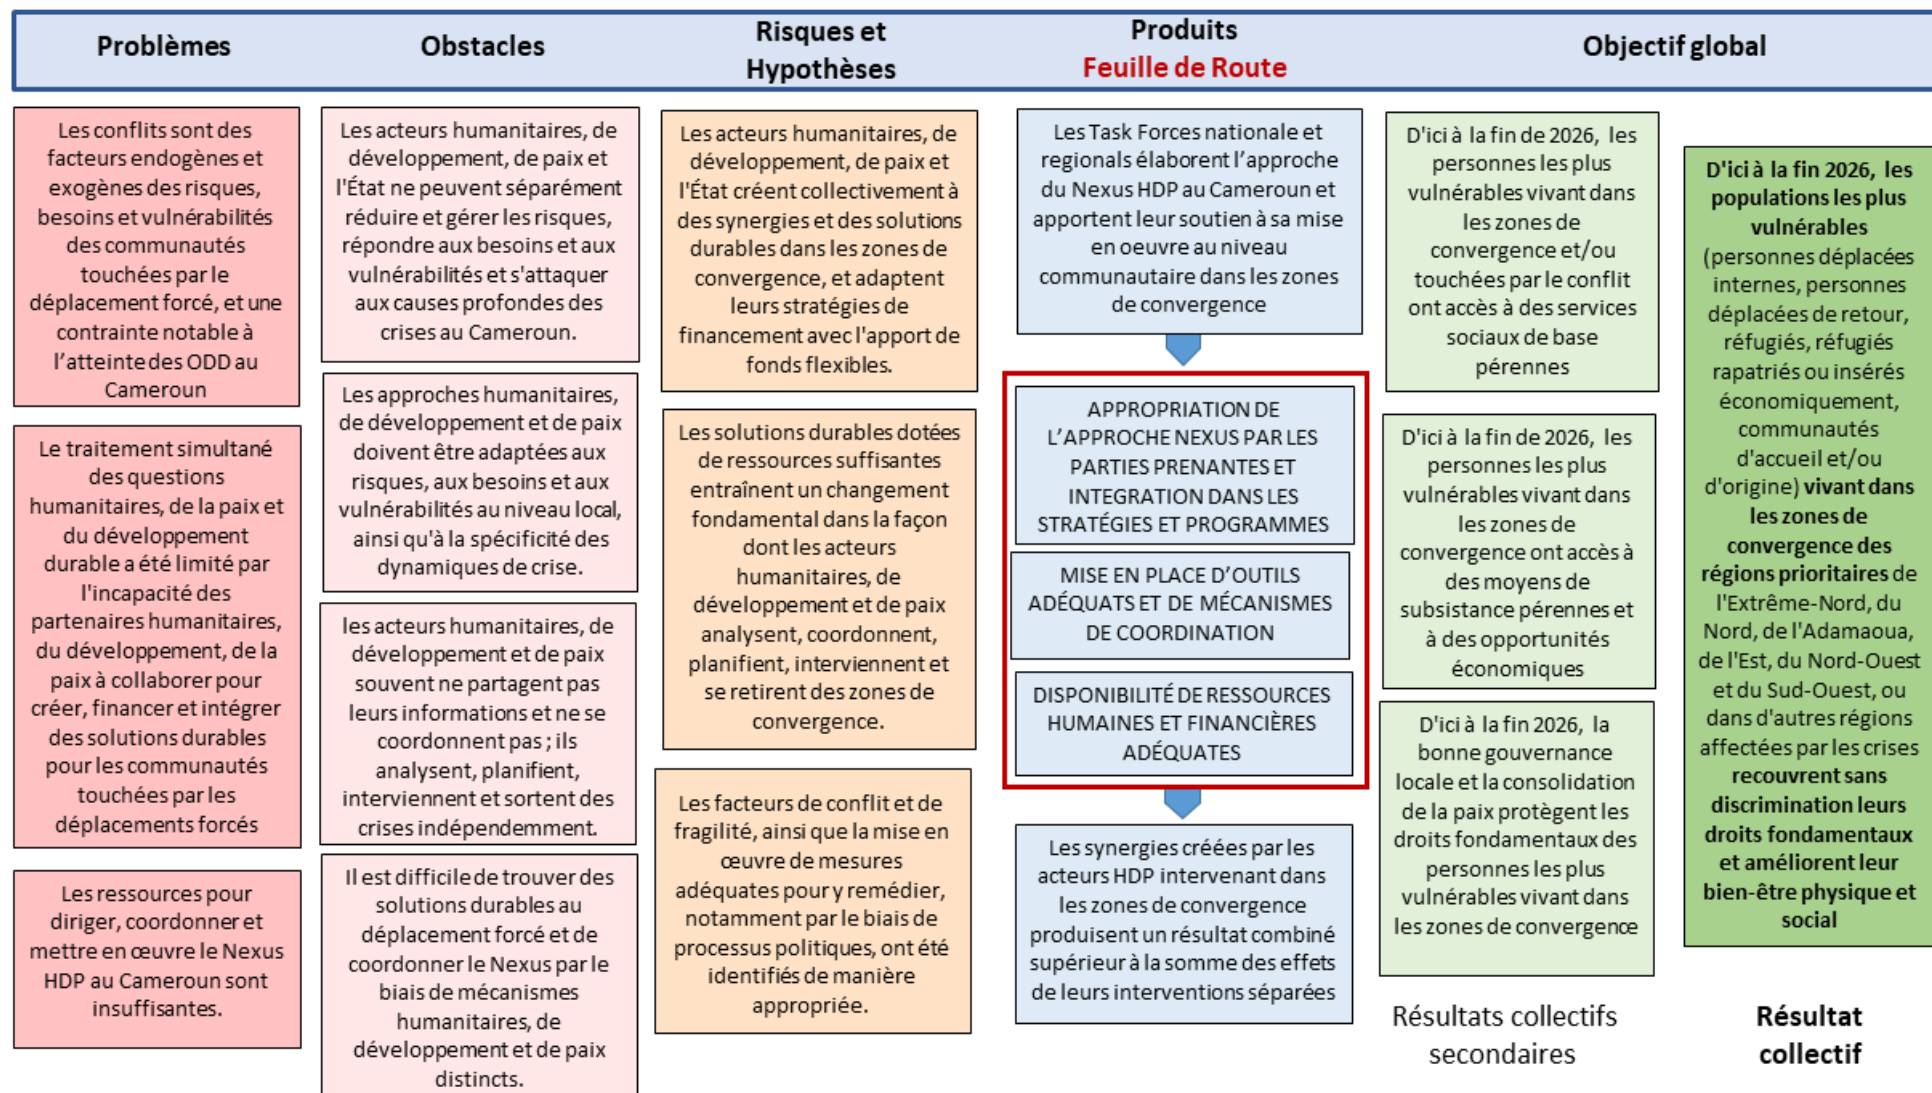 Problèmes
Obstacles
Risques et
Hypothèses
Produits
Feuille de Route
Objectif global
Les conflits sont des
facteurs endogènes et
exogènes des risques,
besoins et vulnérabilités
des communautés
touchées par le
déplacement forcé, et une
contrainte notable à
l’atteinte des ODD au
Cameroun
Le traitement simultané
des questions
humanitaires, de la paix et
du développement
durable a été limité par
l'incapacité des
partenaires humanitaires,
du développement, de la
paix à collaborer pour
créer, financer et intégrer
des solutions durables
pour les communautés
touchées par les
déplacements forcés
Les ressources pour
diriger, coordonner et
mettre en œuvre le Nexus
HDP au Cameroun sont
insuffisantes.
Les acteurs humanitaires, de
développement, de paix et
l'État ne peuvent séparément
réduire et gérer les risques,
répondre aux besoins et aux
vulnérabilités et s'attaquer
aux causes profondes des
crises au Cameroun.
Les approches humanitaires,
de développement et de paix
doivent être adaptées aux
risques, aux besoins et aux
vulnérabilités au niveau local,
ainsi qu'à la spécificité des
dynamiques de crise.
les acteurs humanitaires, de
développement et de paix
souvent ne partagent pas
leurs informations et ne se
coordonnent pas ; ils
analysent, planifient,
interviennent et sortent des
crises indépendemment.
Il est difficile de trouver des
solutions durables au
déplacement forcé et de
coordonner le Nexus par le
biais de mécanismes
humanitaires, de
développement et de paix
distincts.
Les acteurs humanitaires, de
développement, de paix et
l'État créent collectivement à
des synergies et des solutions
durables dans les zones de
convergence, et adaptent
leurs stratégies de
financement avec l'apport de
fonds flexibles.
Les solutions durables dotées
de ressources suffisantes
entraînent un changement
fondamental dans la façon
dont les acteurs
humanitaires, de
développement et de paix
analysent, coordonnent,
planifient, interviennent et
se retirent des zones de
convergence.
Les facteurs de conflit et de
fragilité, ainsi que la mise en
œuvre de mesures
adéquates pour y remédier,
notamment par le biais de
processus politiques, ont été
identifiés de manière
appropriée.
Les Task Forces nationale et
regionals élaborent l’approche
du Nexus HDP au Cameroun et
apportent leur soutien à sa mise
en oeuvre au niveau
communautaire dans les zones
de convergence
APPROPRIATION DE
L’APPROCHE NEXUS PAR LES
PARTIES PRENANTES ET
INTEGRATION DANS LES
STRATÉGIES ET PROGRAMMES
MISE EN PLACE D’OUTILS
ADÉQUATS ET DE MÉCANISMES
DE COORDINATION
DISPONIBILITÉ DE RESSOURCES
HUMAINES ET FINANCIÈRES
ADÉQUATES
Les synergies créées par les
acteurs HDP intervenant dans
les zones de convergence
produisent un résultat combiné
supérieur à la somme des effets
de leurs interventions séparées
D'ici à la fin de 2026, les
personnes les plus
vulnérables vivant dans
les zones de
convergence et/ou
touchées par le conflit
ont accès à des services
sociaux de base
pérennes
D'ici à la fin de 2026, les
personnes les plus
vulnérables vivant dans
les zones de
convergence ont accès à
des moyens de
subsistance pérennes et
à des opportunités
économiques
D'ici à la fin 2026, la
bonne gouvernance
locale et la consolidation
de la paix protègent les
droits fondamentaux des
personnes les plus
vulnérables vivant dans
les zones de convergence
Résultats collectifs
secondaires
D'ici à la fin 2026, les
populations les plus
vulnérables
(personnes déplacées
internes, personnes
déplacées de retour,
réfugiés, réfugiés
rapatriés ou insérés
économiquement,
communautés
d'accueil et/ou
d'origine) vivant dans
les zones de
convergence des
régions prioritaires de
l'Extrême-Nord, du
Nord, de l'Adamaoua,
de l'Est, du Nord-Ouest
et du Sud-Ouest, ou
dans d'autres régions
affectées par les crises
recouvrent sans
discrimination leurs
droits fondamentaux
et améliorent leur
bien-être physique et
social
Résultat
collectif